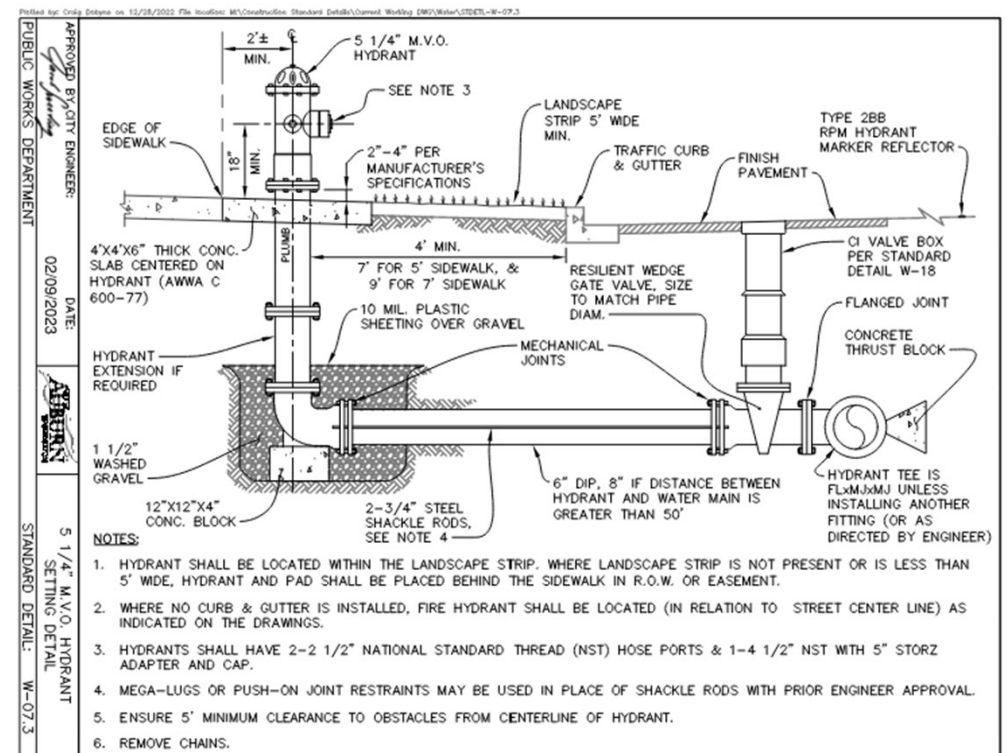 Plotted by: Craig Dobyns on 12/28/2022 File location: M:\Construction Standard Details\Current Working DWG\Water\STDETL-W-07.3
APPROVED BY CITY ENGINEER:
PUBLIC WORKS DEPARTMENT
DATE:
02/09/2023
CITY OF
AUBURN
WASHINGTON
5 1/4" M.V.O. HYDRANT
SETTING DETAIL
STANDARD DETAIL: W-07.3
2'±
MIN.
5 1/4" M.V.O.
HYDRANT
SEE NOTE 3
EDGE OF
SIDEWALK
18"
MIN.
2"-4" PER
MANUFACTURER'S
SPECIFICATIONS
LANDSCAPE
STRIP 5' WIDE
MIN.
TRAFFIC CURB
& GUTTER
FINISH
PAVEMENT
TYPE 2BB
RPM HYDRANT
MARKER REFLECTOR
PLUMB
4'X4'X6" THICK CONC.
SLAB CENTERED ON
HYDRANT (AWWA C
600-77)
4' MIN.
7' FOR 5' SIDEWALK, &
9' FOR 7' SIDEWALK
RESILIENT WEDGE
GATE VALVE, SIZE
TO MATCH PIPE
DIAM.
CI VALVE BOX
PER STANDARD
DETAIL W-18
10 MIL. PLASTIC
SHEETING OVER GRAVEL
FLANGED JOINT
HYDRANT
EXTENSION IF
REQUIRED
MECHANICAL
JOINTS
CONCRETE
THRUST BLOCK
1 1/2"
WASHED
GRAVEL
12"X12"X4"
CONC. BLOCK
2-3/4" STEEL
SHACKLE RODS,
SEE NOTE 4
6" DIP, 8" IF DISTANCE BETWEEN
HYDRANT AND WATER MAIN IS
GREATER THAN 50'
HYDRANT TEE IS
FLxMJxMJ UNLESS
INSTALLING ANOTHER
FITTING (OR AS
DIRECTED BY ENGINEER)
NOTES:
1. HYDRANT SHALL BE LOCATED WITHIN THE LANDSCAPE STRIP. WHERE LANDSCAPE STRIP IS NOT PRESENT OR IS LESS THAN
5' WIDE, HYDRANT AND PAD SHALL BE PLACED BEHIND THE SIDEWALK IN R.O.W. OR EASEMENT.
2. WHERE NO CURB & GUTTER IS INSTALLED, FIRE HYDRANT SHALL BE LOCATED (IN RELATION TO STREET CENTER LINE) AS
INDICATED ON THE DRAWINGS.
3. HYDRANTS SHALL HAVE 2-2 1/2" NATIONAL STANDARD THREAD (NST) HOSE PORTS & 1-4 1/2" NST WITH 5" STORZ
ADAPTER AND CAP.
4. MEGA-LUGS OR PUSH-ON JOINT RESTRAINTS MAY BE USED IN PLACE OF SHACKLE RODS WITH PRIOR ENGINEER APPROVAL.
5. ENSURE 5' MINIMUM CLEARANCE TO OBSTACLES FROM CENTERLINE OF HYDRANT.
6. REMOVE CHAINS.